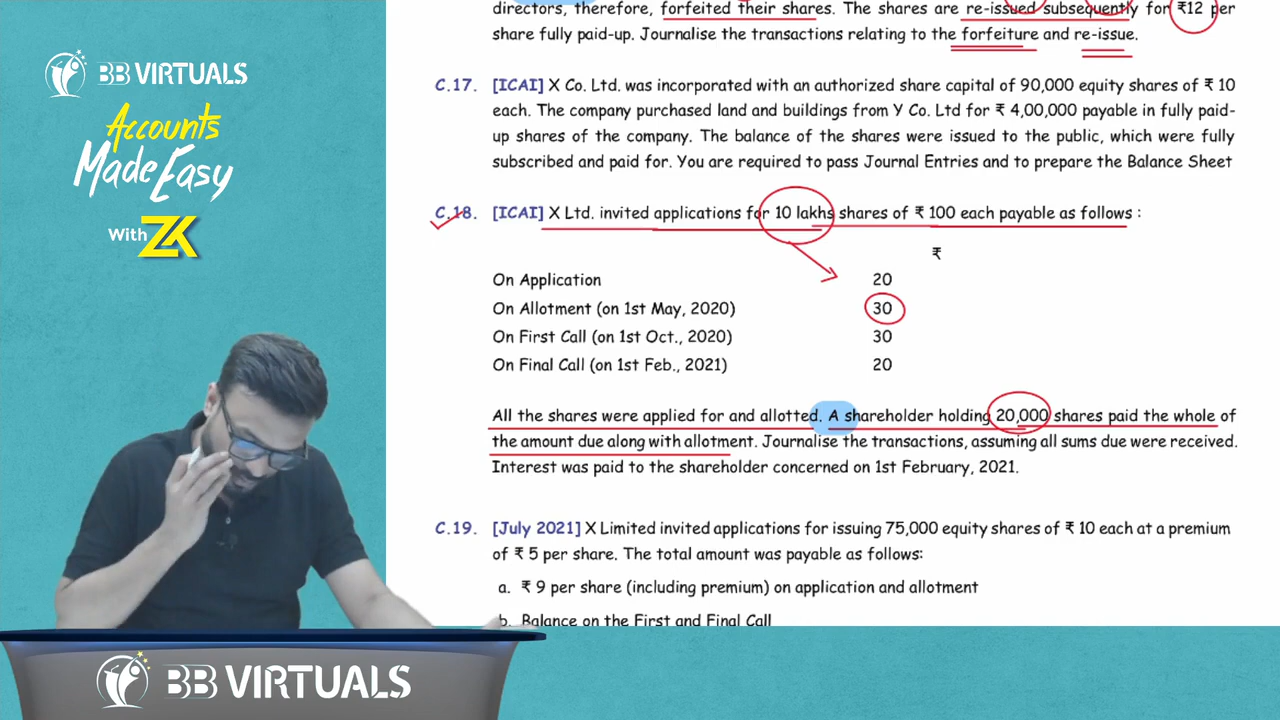 directors, therefore, forfeited their shares. The shares are re-issued subsequently for ₹12 per
share fully paid-up. Journalise the transactions relating to the forfeiture and re-issue.
BB VIRTUALS
Accounts
Made Easy
With ZK
C.17. [ICAI] X Co. Ltd. was incorporated with an authorized share capital of 90,000 equity shares of ₹ 10
each. The company purchased land and buildings from Y Co. Ltd for ₹ 4,00,000 payable in fully paid-
up shares of the company. The balance of the shares were issued to the public, which were fully
subscribed and paid for. You are required to pass Journal Entries and to prepare the Balance Sheet
C.18. [ICAI] X Ltd. invited applications for 10 lakhs shares of ₹ 100 each payable as follows :
₹
On Application 20
On Allotment (on 1st May, 2020) 30
On First Call (on 1st Oct., 2020) 30
On Final Call (on 1st Feb., 2021) 20
All the shares were applied for and allotted. A shareholder holding 20,000 shares paid the whole of
the amount due along with allotment. Journalise the transactions, assuming all sums due were received.
Interest was paid to the shareholder concerned on 1st February, 2021.
C.19. [July 2021] X Limited invited applications for issuing 75,000 equity shares of ₹ 10 each at a premium
of ₹ 5 per share. The total amount was payable as follows:
a. ₹ 9 per share (including premium) on application and allotment
b. Balance on the First and Final Call
BB VIRTUALS